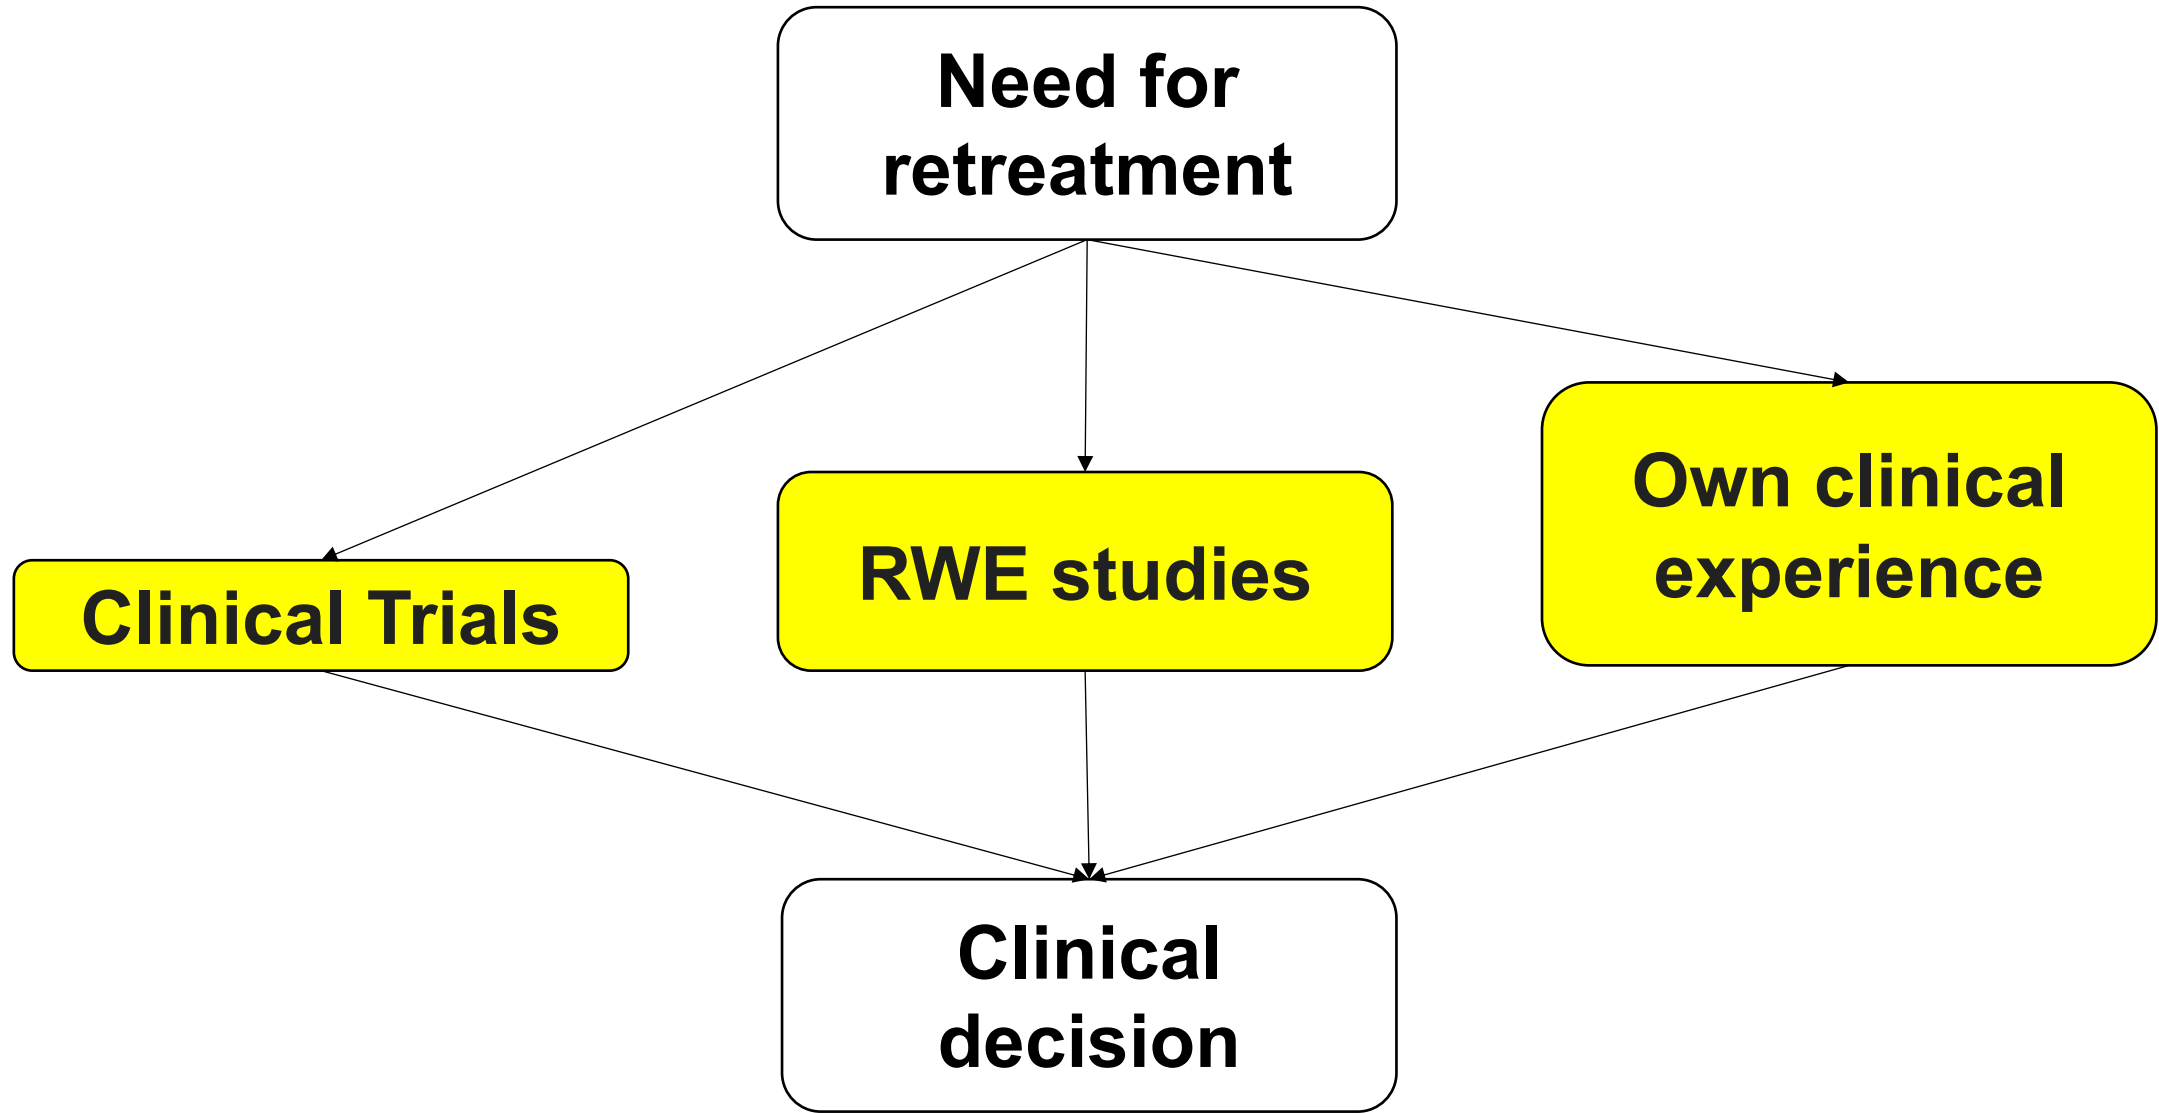 Need for
retreatment
Clinical Trials
RWE studies
Own clinical
experience
Clinical
decision